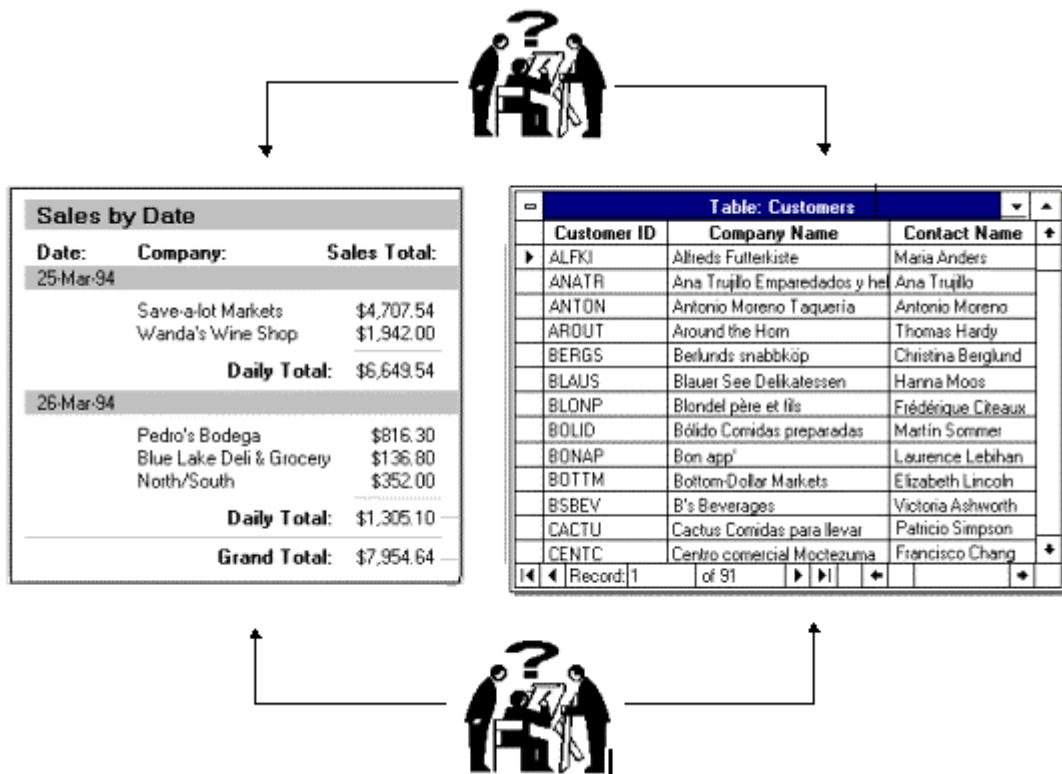 ?
Sales by Date
Date: Company: Sales Total:
25-Mar-94
Save-a-lot Markets $4,707.54
Wanda's Wine Shop $1,942.00
Daily Total: $6,649.54
26-Mar-94
Pedro's Bodega $816.30
Blue Lake Deli & Grocery $136.80
North/South $352.00
Daily Total: $1,305.10
Grand Total: $7,954.64
Table: Customers
Customer ID Company Name Contact Name
ALFKI Alfreds Futterkiste Maria Anders
ANATR Ana Trujillo Emparedados y hel Ana Trujillo
ANTON Antonio Moreno Taquería Antonio Moreno
AROUT Around the Horn Thomas Hardy
BERGS Berlunds snabbköp Christina Berglund
BLAUS Blauer See Delikatessen Hanna Moos
BLONP Blondel père et fils Frédérique Citeaux
BOLID Bólido Comidas preparadas Martín Sommer
BONAP Bon app' Laurence Lebihan
BOTTM Bottom-Dollar Markets Elizabeth Lincoln
BSBEV B's Beverages Victoria Ashworth
CACTU Cactus Comidas para llevar Patricio Simpson
CENTC Centro comercial Moctezuma Francisco Chang
Record: 1 of 91
?